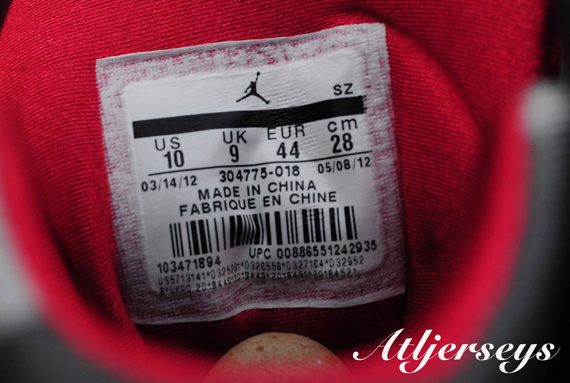 SZ
US UK EUR cm
10 9 44 28
03/14/12 304775-018 05/08/12
MADE IN CHINA
FABRIQUE EN CHINE
103471894 UPC 00886551242935
Atljerseys